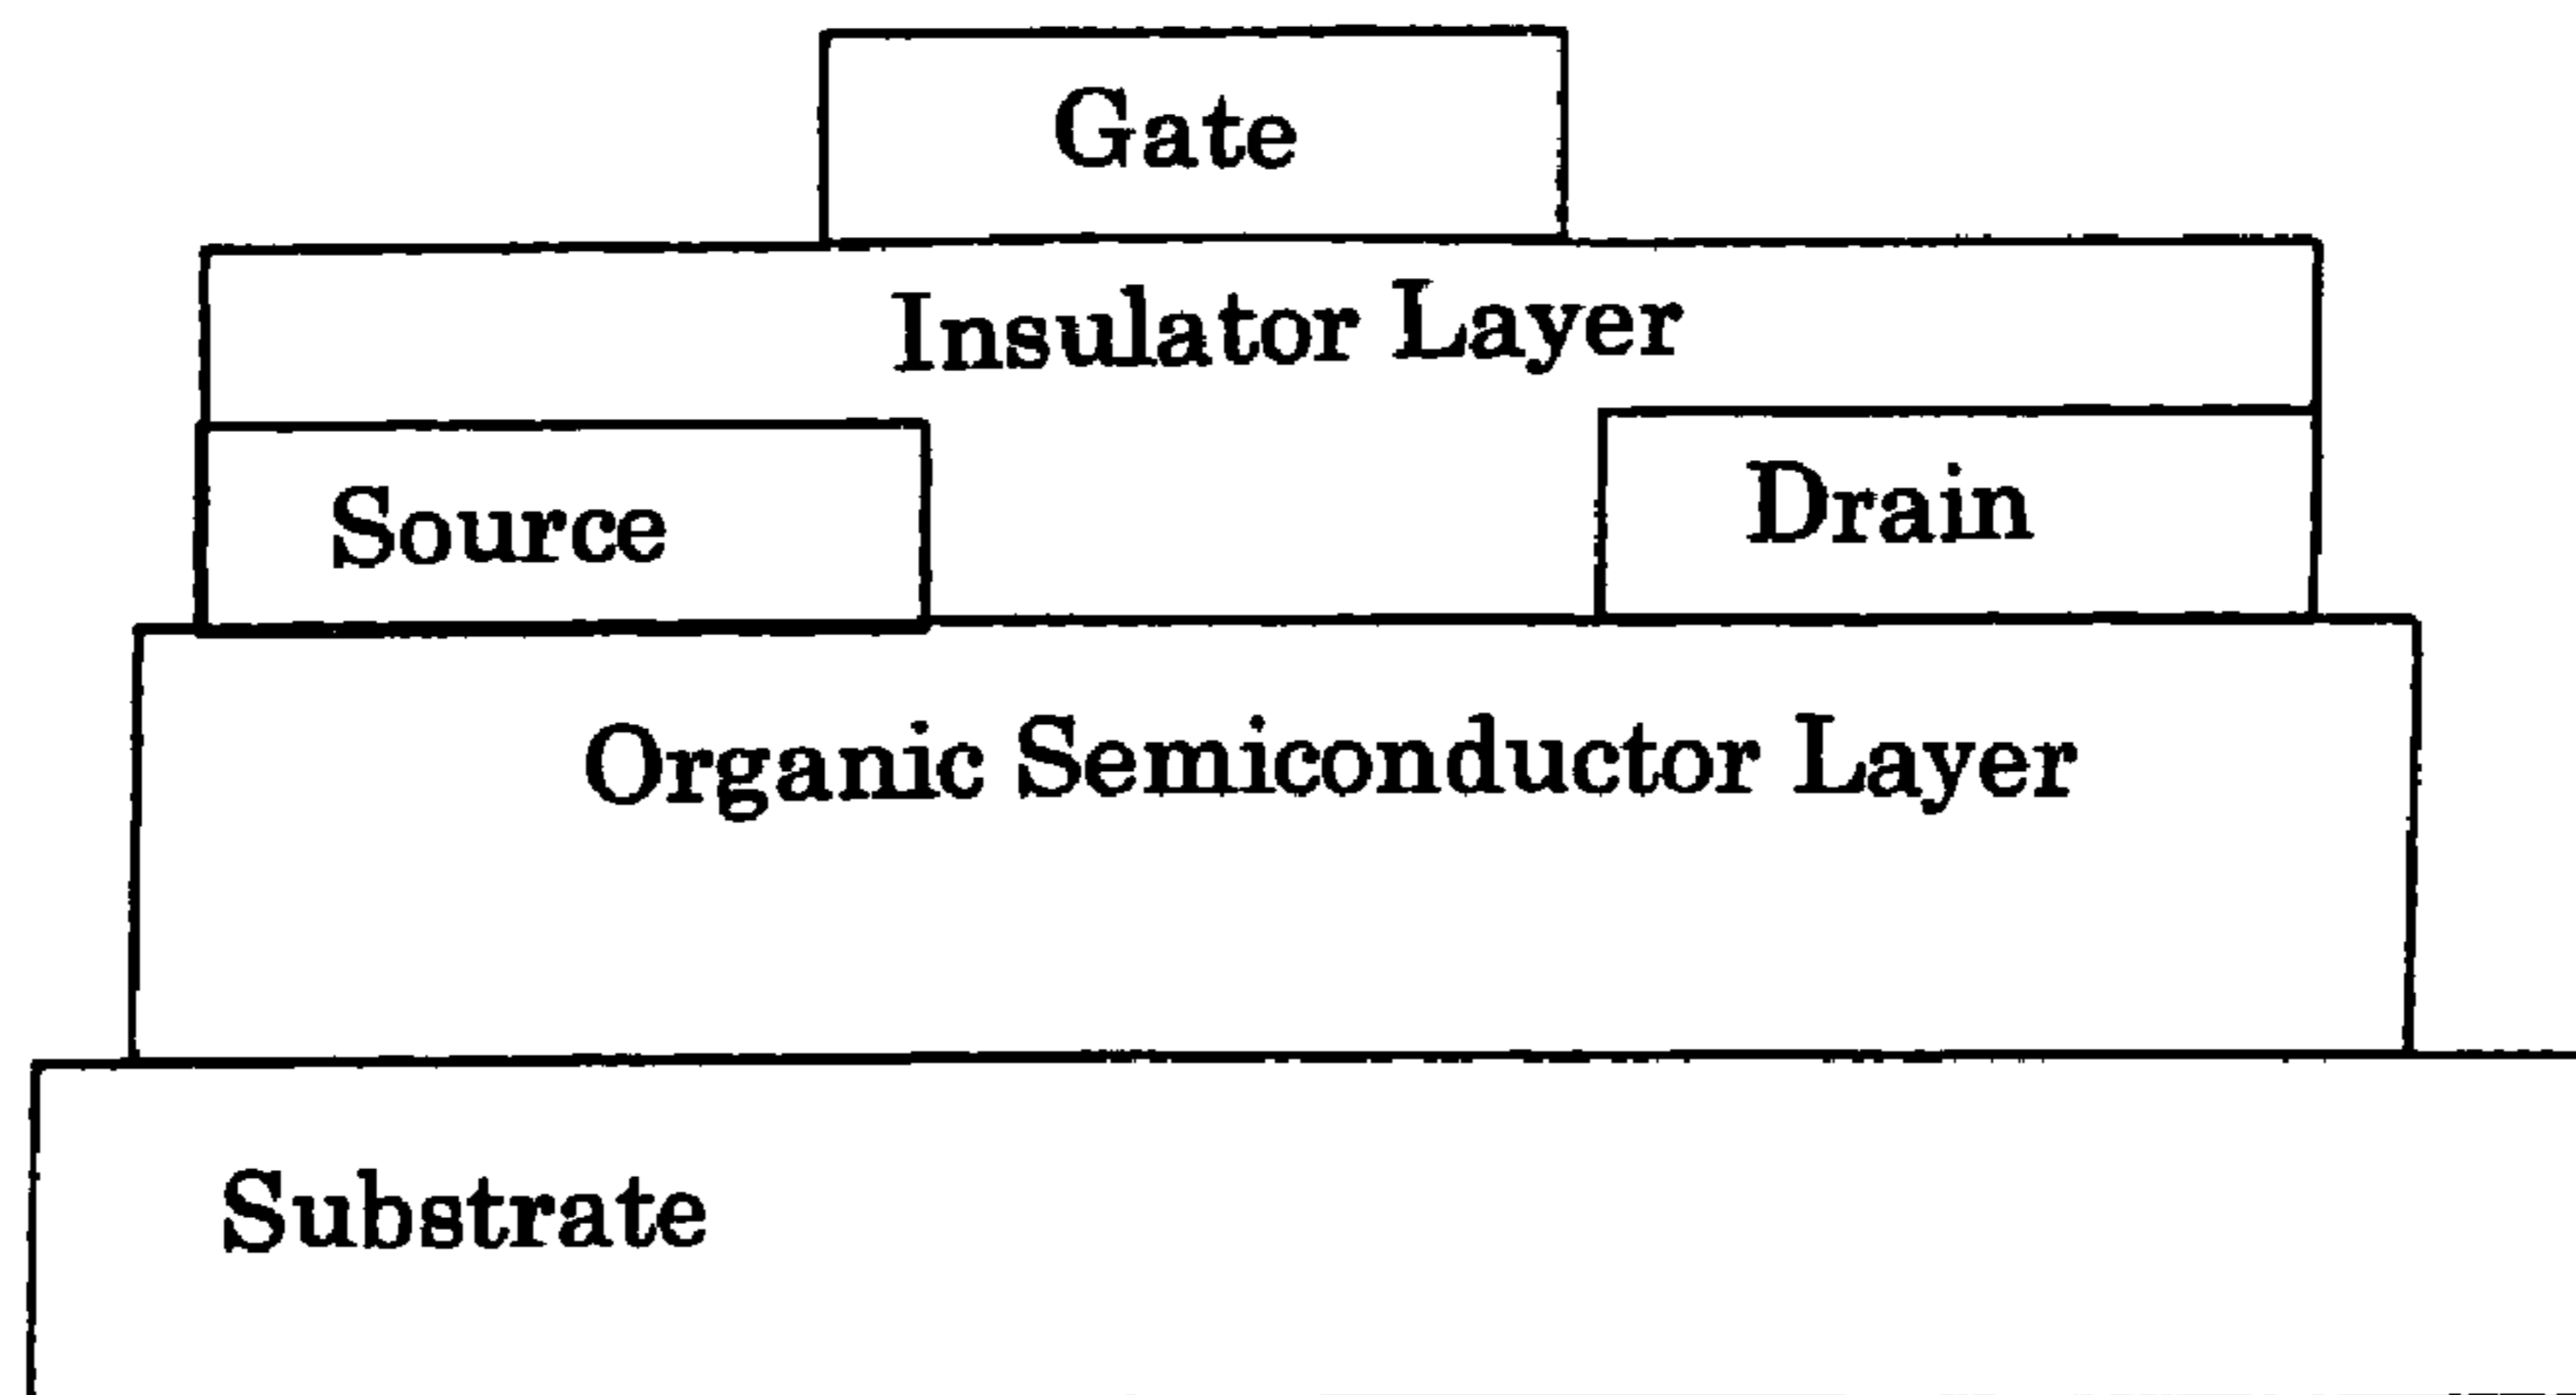 Gate
Insulator Layer
Source
Drain
Organic Semiconductor Layer
Substrate